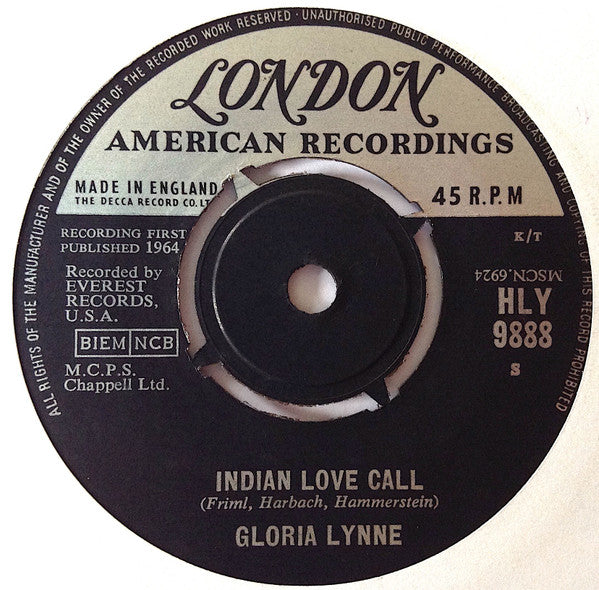 ALL RIGHTS OF THE MANUFACTURER AND OF THE OWNER OF THE RECORDED WORK RESERVED · UNAUTHORISED PUBLIC PERFORMANCE BROADCASTING AND COPYING OF THIS RECORD PROHIBITED
LONDON
AMERICAN RECORDINGS
MADE IN ENGLAND
THE DECCA RECORD CO. LT
45 R.P.M
RECORDING FIRST
PUBLISHED 1964
K/T
Recorded by
EVEREST
RECORDS,
U.S.A.
MSCN.6924
HLY
9888
BIEM NCB
S
M.C.P.S.
Chappell Ltd.
INDIAN LOVE CALL
(Friml, Harbach, Hammerstein)
GLORIA LYNNE